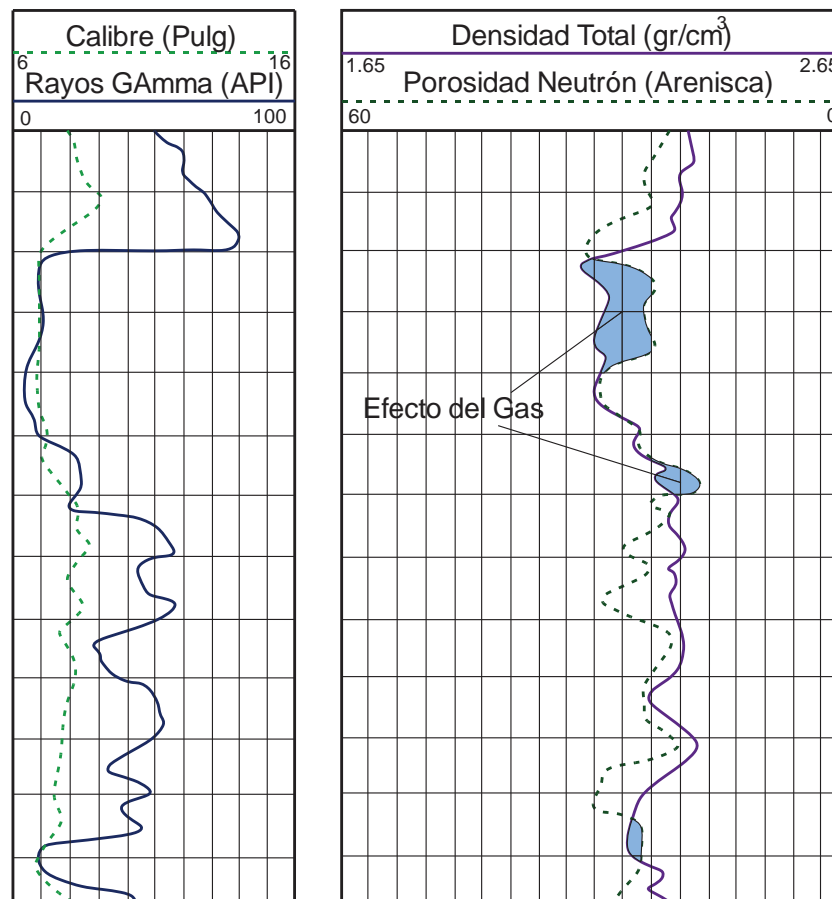 Calibre (Pulg)
6 16
Rayos GAmma (API)
0 100
Densidad Total (gr/cm³)
1.65 2.65
Porosidad Neutrón (Arenisca)
60 0
Efecto del Gas